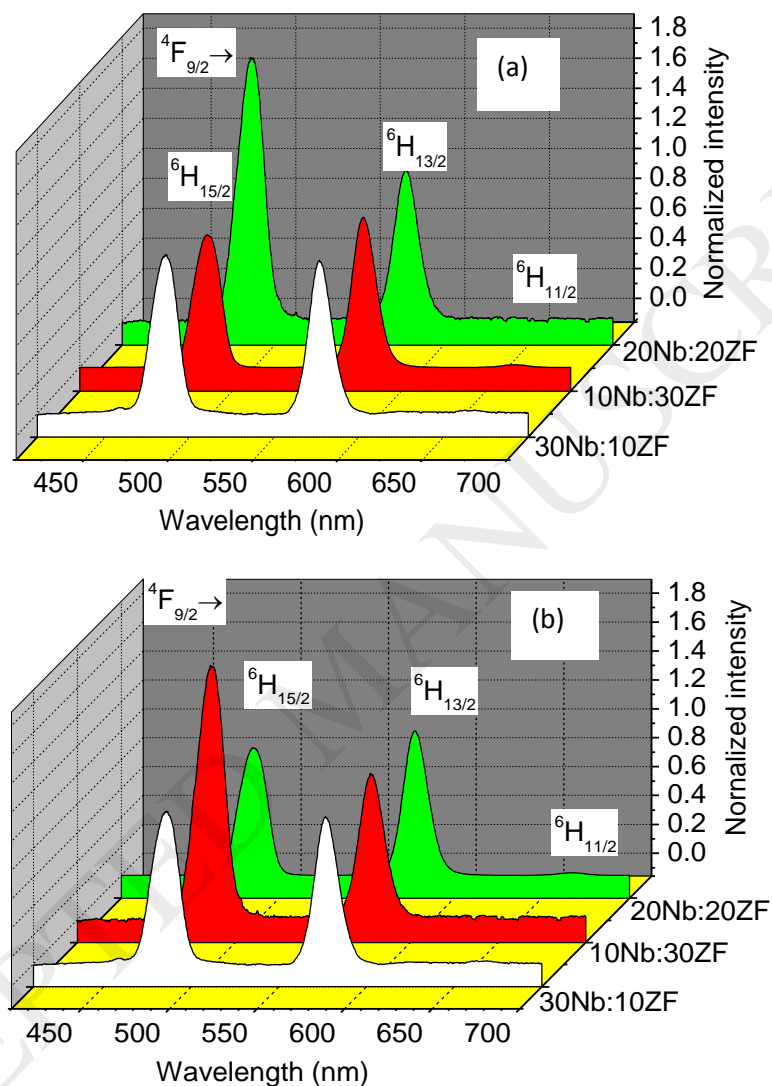 ⁴F₉/₂→
(a)
⁶H₁₅/₂
⁶H₁₃/₂
⁶H₁₁/₂
1.8
1.6
1.4
1.2
1.0
0.8
0.6
0.4
0.2
0.0
Normalized intensity
20Nb:20ZF
10Nb:30ZF
30Nb:10ZF
450 500 550 600 650 700
Wavelength (nm)
⁴F₉/₂→
(b)
⁶H₁₅/₂
⁶H₁₃/₂
⁶H₁₁/₂
1.8
1.6
1.4
1.2
1.0
0.8
0.6
0.4
0.2
0.0
Nornalized intensity
20Nb:20ZF
10Nb:30ZF
30Nb:10ZF
450 500 550 600 650 700
Wavelength (nm)